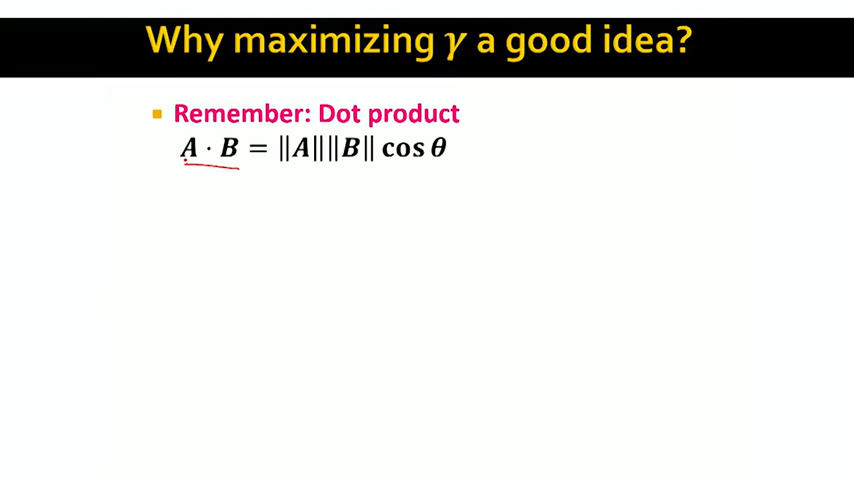 Why maximizing γ a good idea?
Remember: Dot product
A · B = ‖A‖‖B‖ cos θ